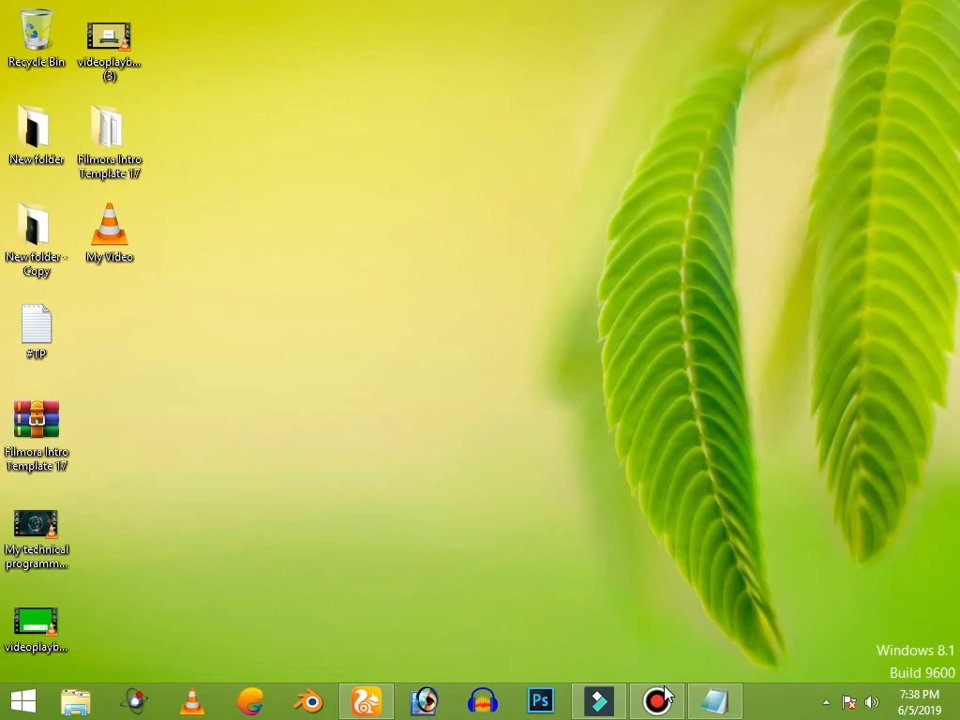 Recycle Bin
videoplayb...
(3)
New folder
Filmora Intro
Template 17
New folder -
Copy
My Video
#TP
Filmora Intro
Template 17
My technical
programm...
videoplayb...
Windows 8.1
Build 9600
Ps
7:38 PM
6/5/2019